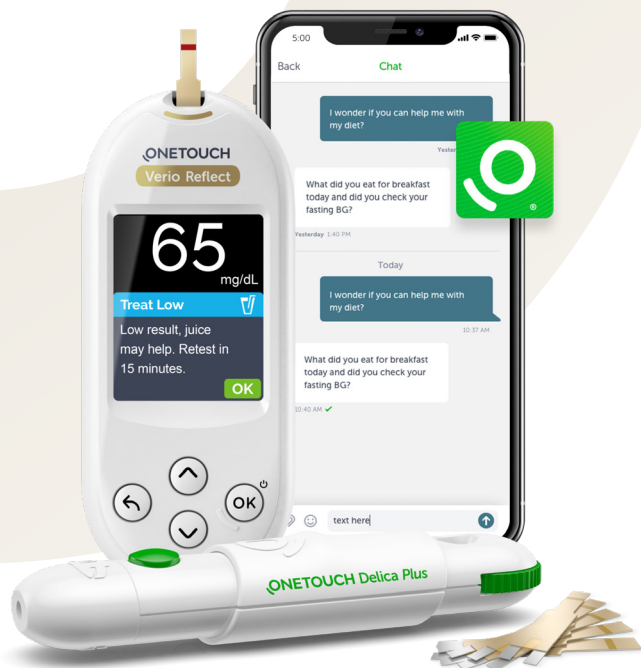 ONETOUCH
Verio Reflect
65
mg/dL
Treat Low
Low result, juice
may help. Retest in
15 minutes.
OK
OK
5:00
Back
Chat
I wonder if you can help me with
my diet?
What did you eat for breakfast
today and did you check your
fasting BG?
Yesterday 1:40 PM
Today
I wonder if you can help me with
my diet?
10:37 AM
What did you eat for breakfast
today and did you check your
fasting BG?
10:40 AM
text here
®
ONETOUCH Delica Plus